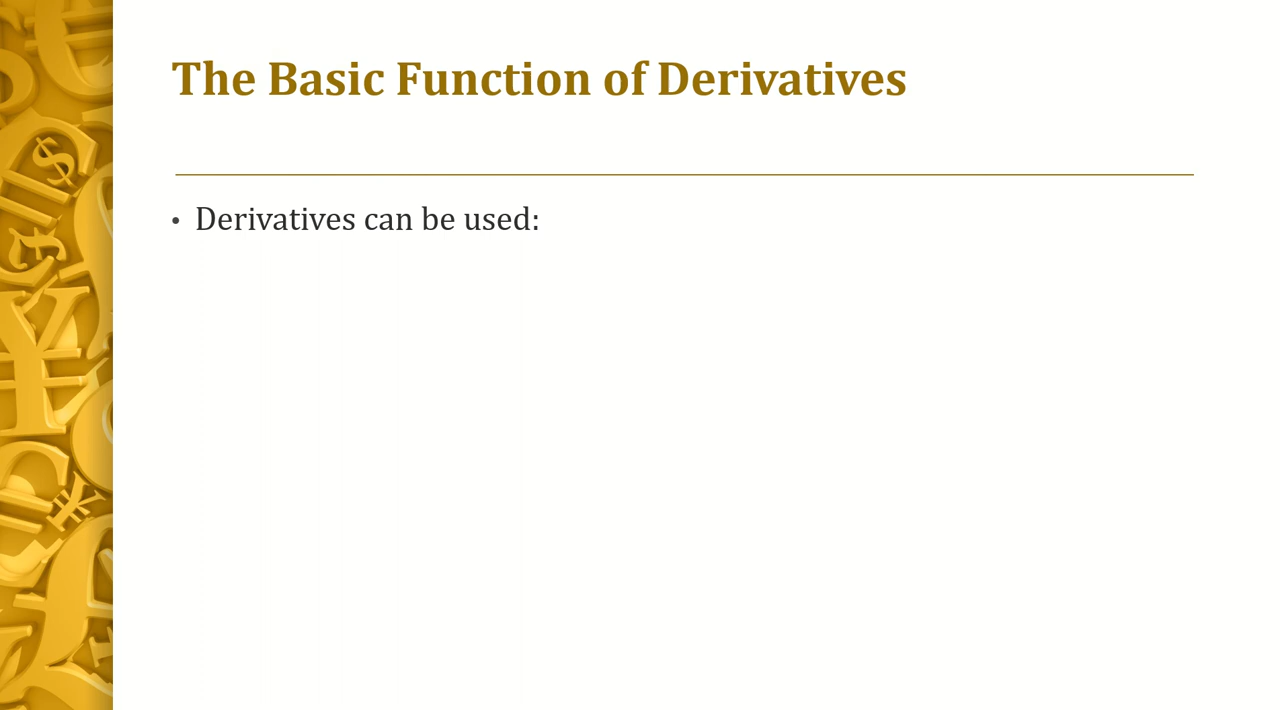 The Basic Function of Derivatives
• Derivatives can be used: